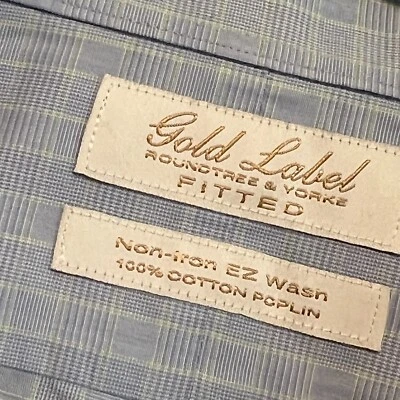 Gold Label
ROUNDTREE & YORKE
FITTED
Non-Iron EZ Wash
100% COTTON POPLIN